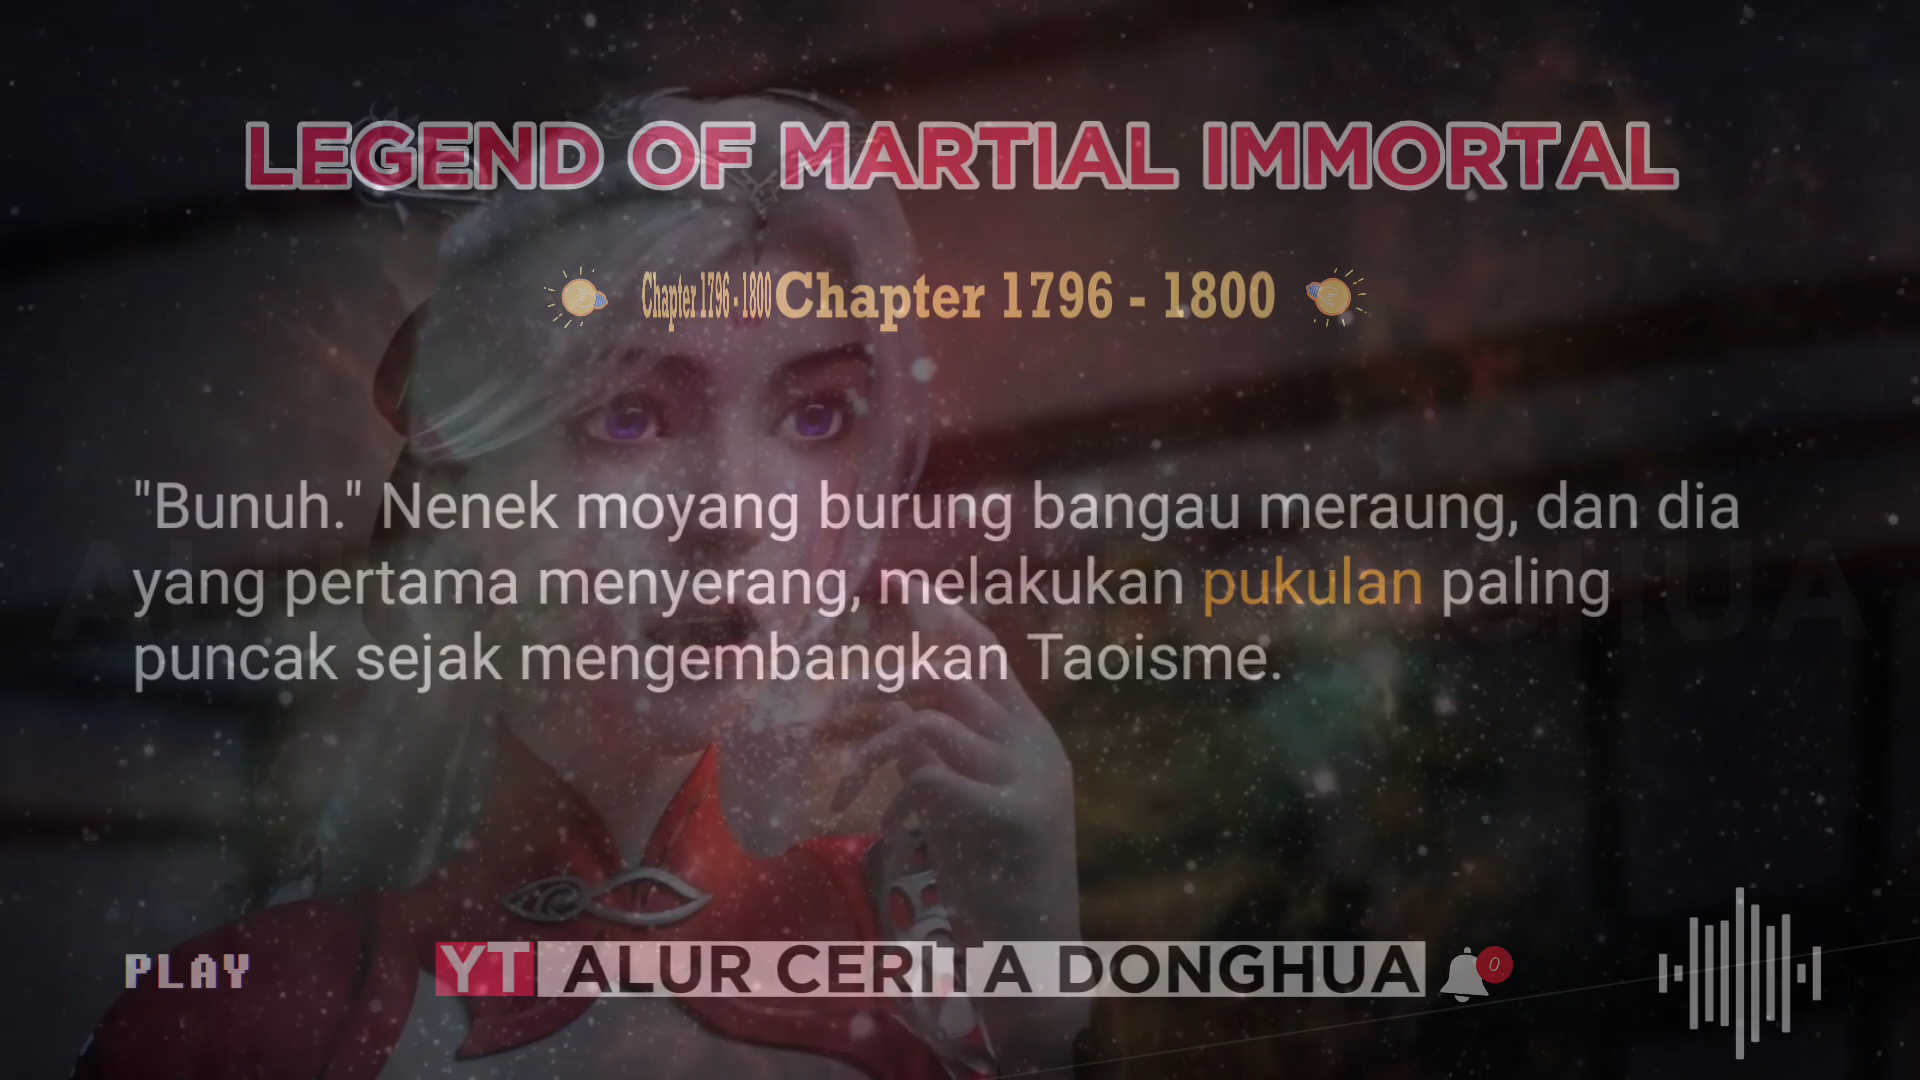 LEGEND OF MARTIAL IMMORTAL
Chapter 1796 - 1800 Chapter 1796 - 1800
"Bunuh." Nenek moyang burung bangau meraung, dan dia
yang pertama menyerang, melakukan pukulan paling
puncak sejak mengembangkan Taoisme.
PLAY
YT ALUR CERITA DONGHUA
0